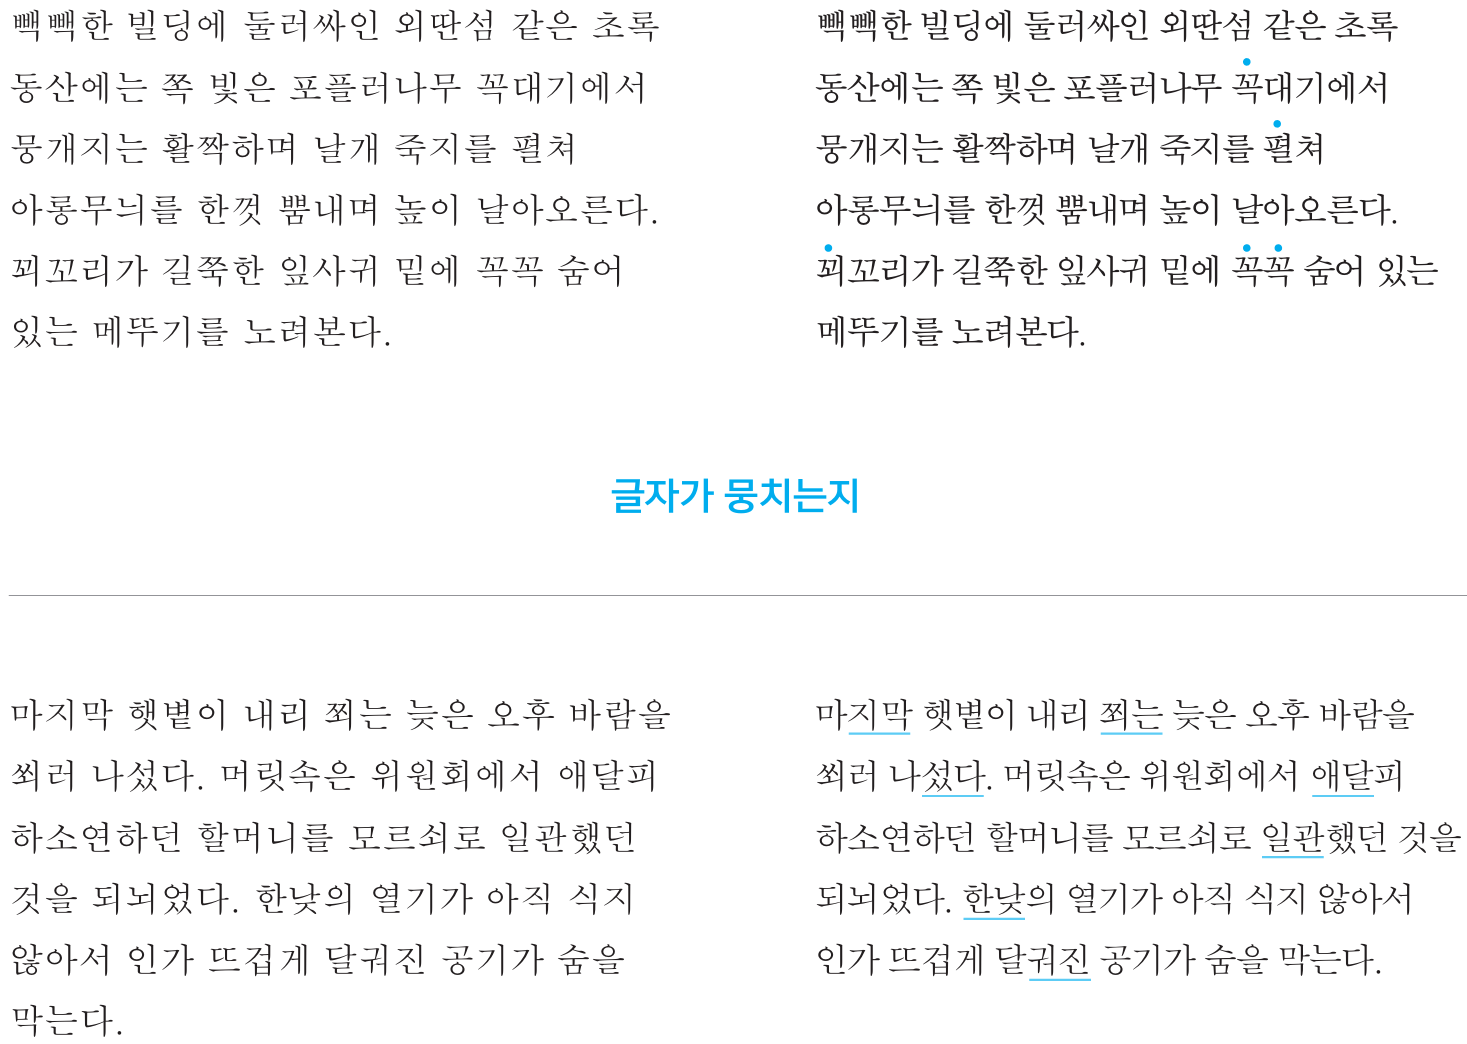 빽빽한 빌딩에 둘러싸인 외딴섬 같은 초록
동산에는 쪽 빛은 포플러나무 꼭대기에서
뭉개지는 활짝하며 날개 죽지를 펼쳐
아롱무늬를 한껏 뽐내며 높이 날아오른다.
꾀꼬리가 길쭉한 잎사귀 밑에 꼭꼭 숨어
있는 메뚜기를 노려본다.
빽빽한 빌딩에 둘러싸인 외딴섬 같은 초록
동산에는 쪽 빛은 포플러나무 꼭대기에서
뭉개지는 활짝하며 날개 죽지를 펼쳐
아롱무늬를 한껏 뽐내며 높이 날아오른다.
꾀꼬리가 길쭉한 잎사귀 밑에 꼭꼭 숨어 있는
메뚜기를 노려본다.
글자가 뭉치는지
마지막 햇볕이 내리 쬐는 늦은 오후 바람을
쐬러 나섰다. 머릿속은 위원회에서 애달피
하소연하던 할머니를 모르쇠로 일관했던
것을 되뇌었다. 한낮의 열기가 아직 식지
않아서 인가 뜨겁게 달궈진 공기가 숨을
막는다.
마지막 햇볕이 내리 쬐는 늦은 오후 바람을
쐬러 나섰다. 머릿속은 위원회에서 애달피
하소연하던 할머니를 모르쇠로 일관했던 것을
되뇌었다. 한낮의 열기가 아직 식지 않아서
인가 뜨겁게 달궈진 공기가 숨을 막는다.